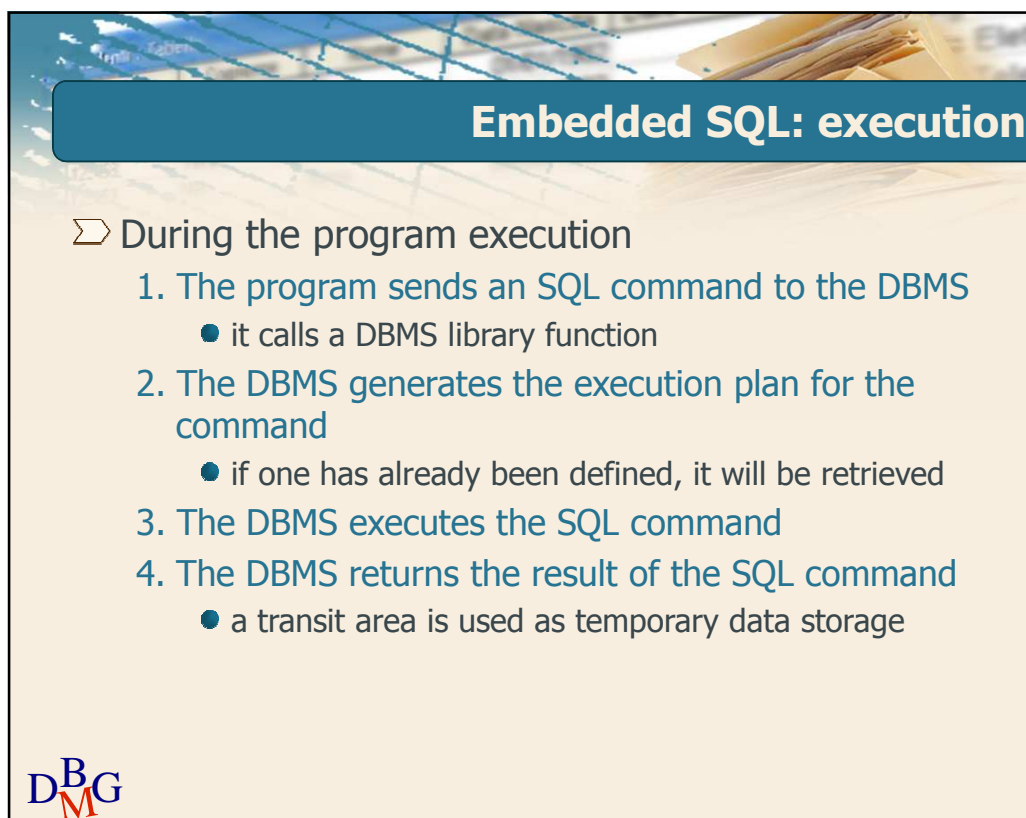 Embedded SQL: execution
During the program execution
1. The program sends an SQL command to the DBMS
it calls a DBMS library function
2. The DBMS generates the execution plan for the
command
if one has already been defined, it will be retrieved
3. The DBMS executes the SQL command
4. The DBMS returns the result of the SQL command
a transit area is used as temporary data storage
DBMG